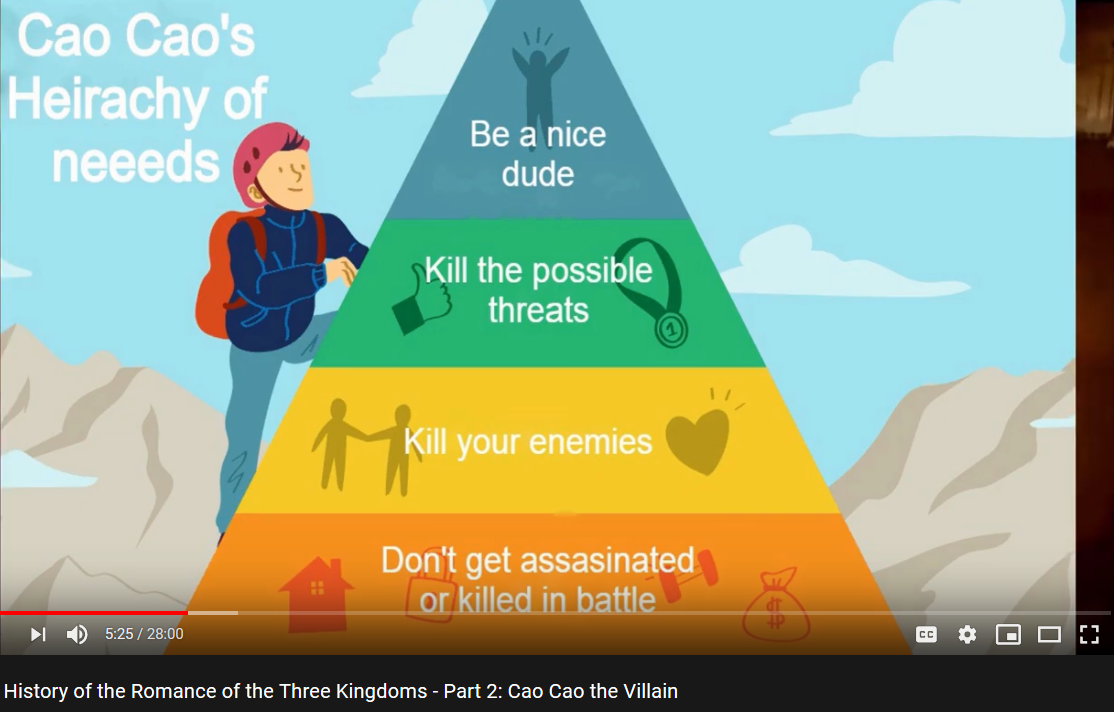 Cao Cao's
Heirachy of
neeeds
Be a nice
dude
Kill the possible
threats
1
Kill your enemies
Don't get assasinated
or killed in battle
$
5:25 / 28:00
CC
History of the Romance of the Three Kingdoms - Part 2: Cao Cao the Villain